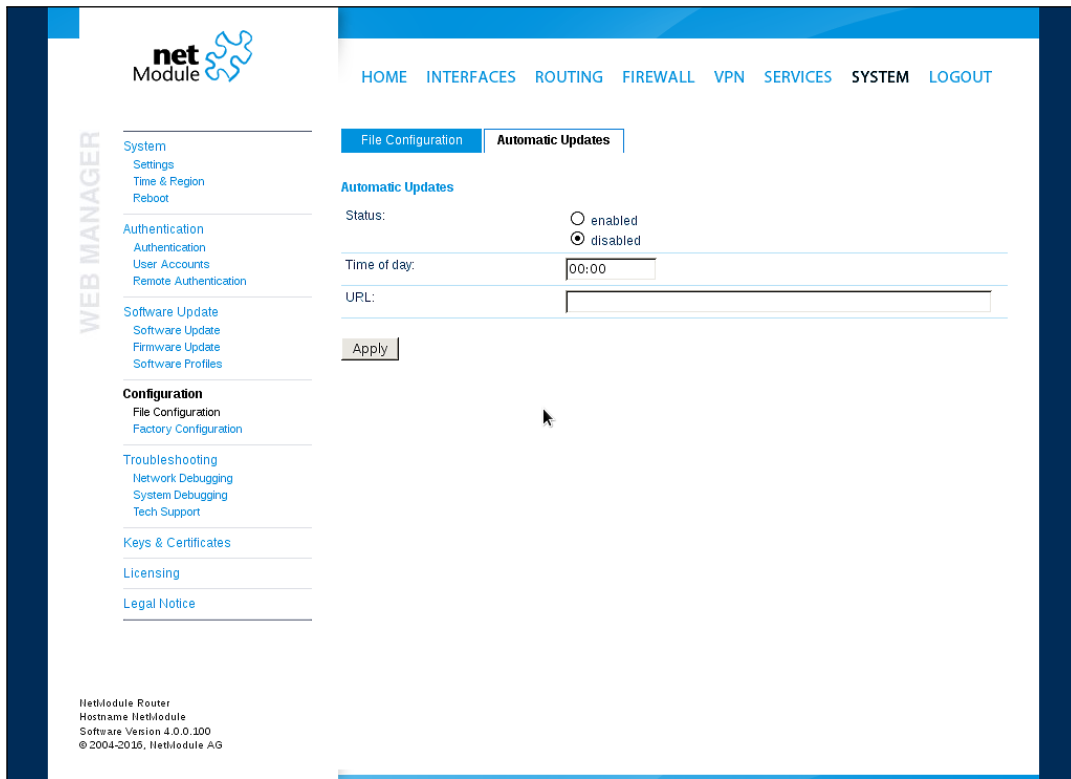 net
Module
HOME INTERFACES ROUTING FIREWALL VPN SERVICES SYSTEM LOGOUT
WEB MANAGER
System
Settings
Time & Region
Reboot
Authentication
Authentication
User Accounts
Remote Authentication
Software Update
Software Update
Firmware Update
Software Profiles
Configuration
File Configuration
Factory Configuration
Troubleshooting
Network Debugging
System Debugging
Tech Support
Keys & Certificates
Licensing
Legal Notice
File Configuration Automatic Updates
Automatic Updates
Status:
enabled
disabled
Time of day: 00:00
URL:
Apply
NetModule Router
Hostname NetModule
Software Version 4.0.0.100
© 2004-2016, NetModule AG